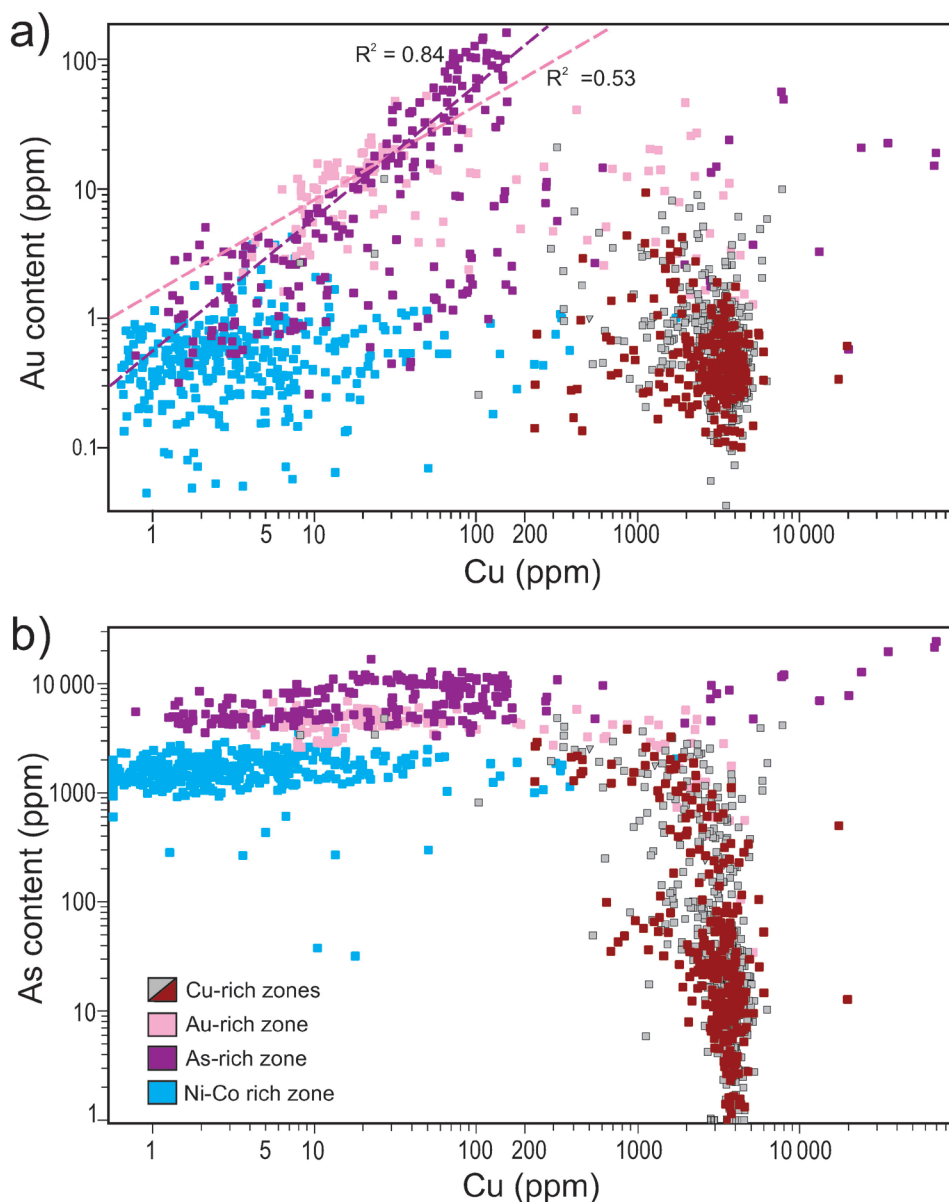 a)
R² = 0.84
R² =0.53
100
10
1
0.1
Au content (ppm)
1 5 10 100 200 1000 10 000
Cu (ppm)
b)
10 000
1000
100
10
1
As content (ppm)
Cu-rich zones
Au-rich zone
As-rich zone
Ni-Co rich zone
1 5 10 100 200 1000 10 000
Cu (ppm)